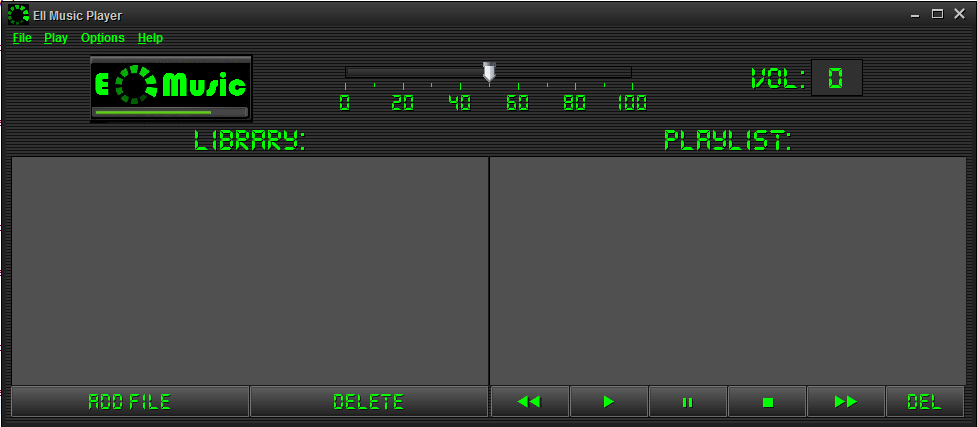 Ell Music Player
File Play Options Help
E Music
0 20 40 60 80 100
VOL: 0
LIBRARY: PLAYLIST:
ADD FILE DELETE DEL